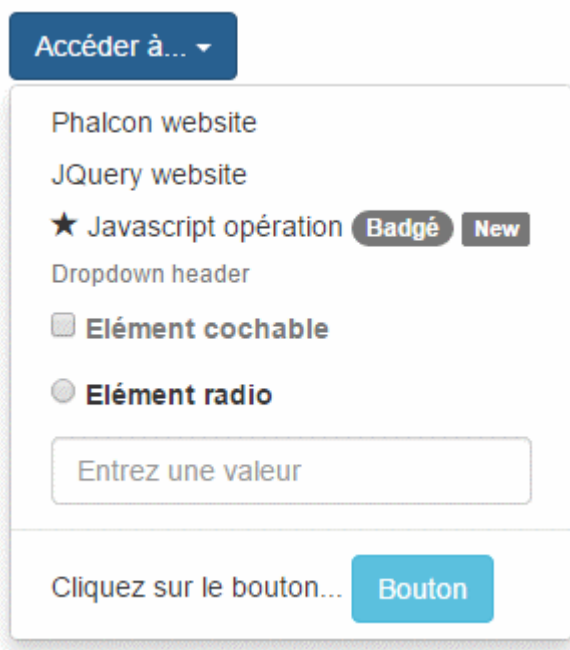 Accéder à...
Phalcon website
JQuery website
Javascript opération Badgé New
Dropdown header
Elément cochable
Elément radio
Entrez une valeur
Cliquez sur le bouton... Bouton